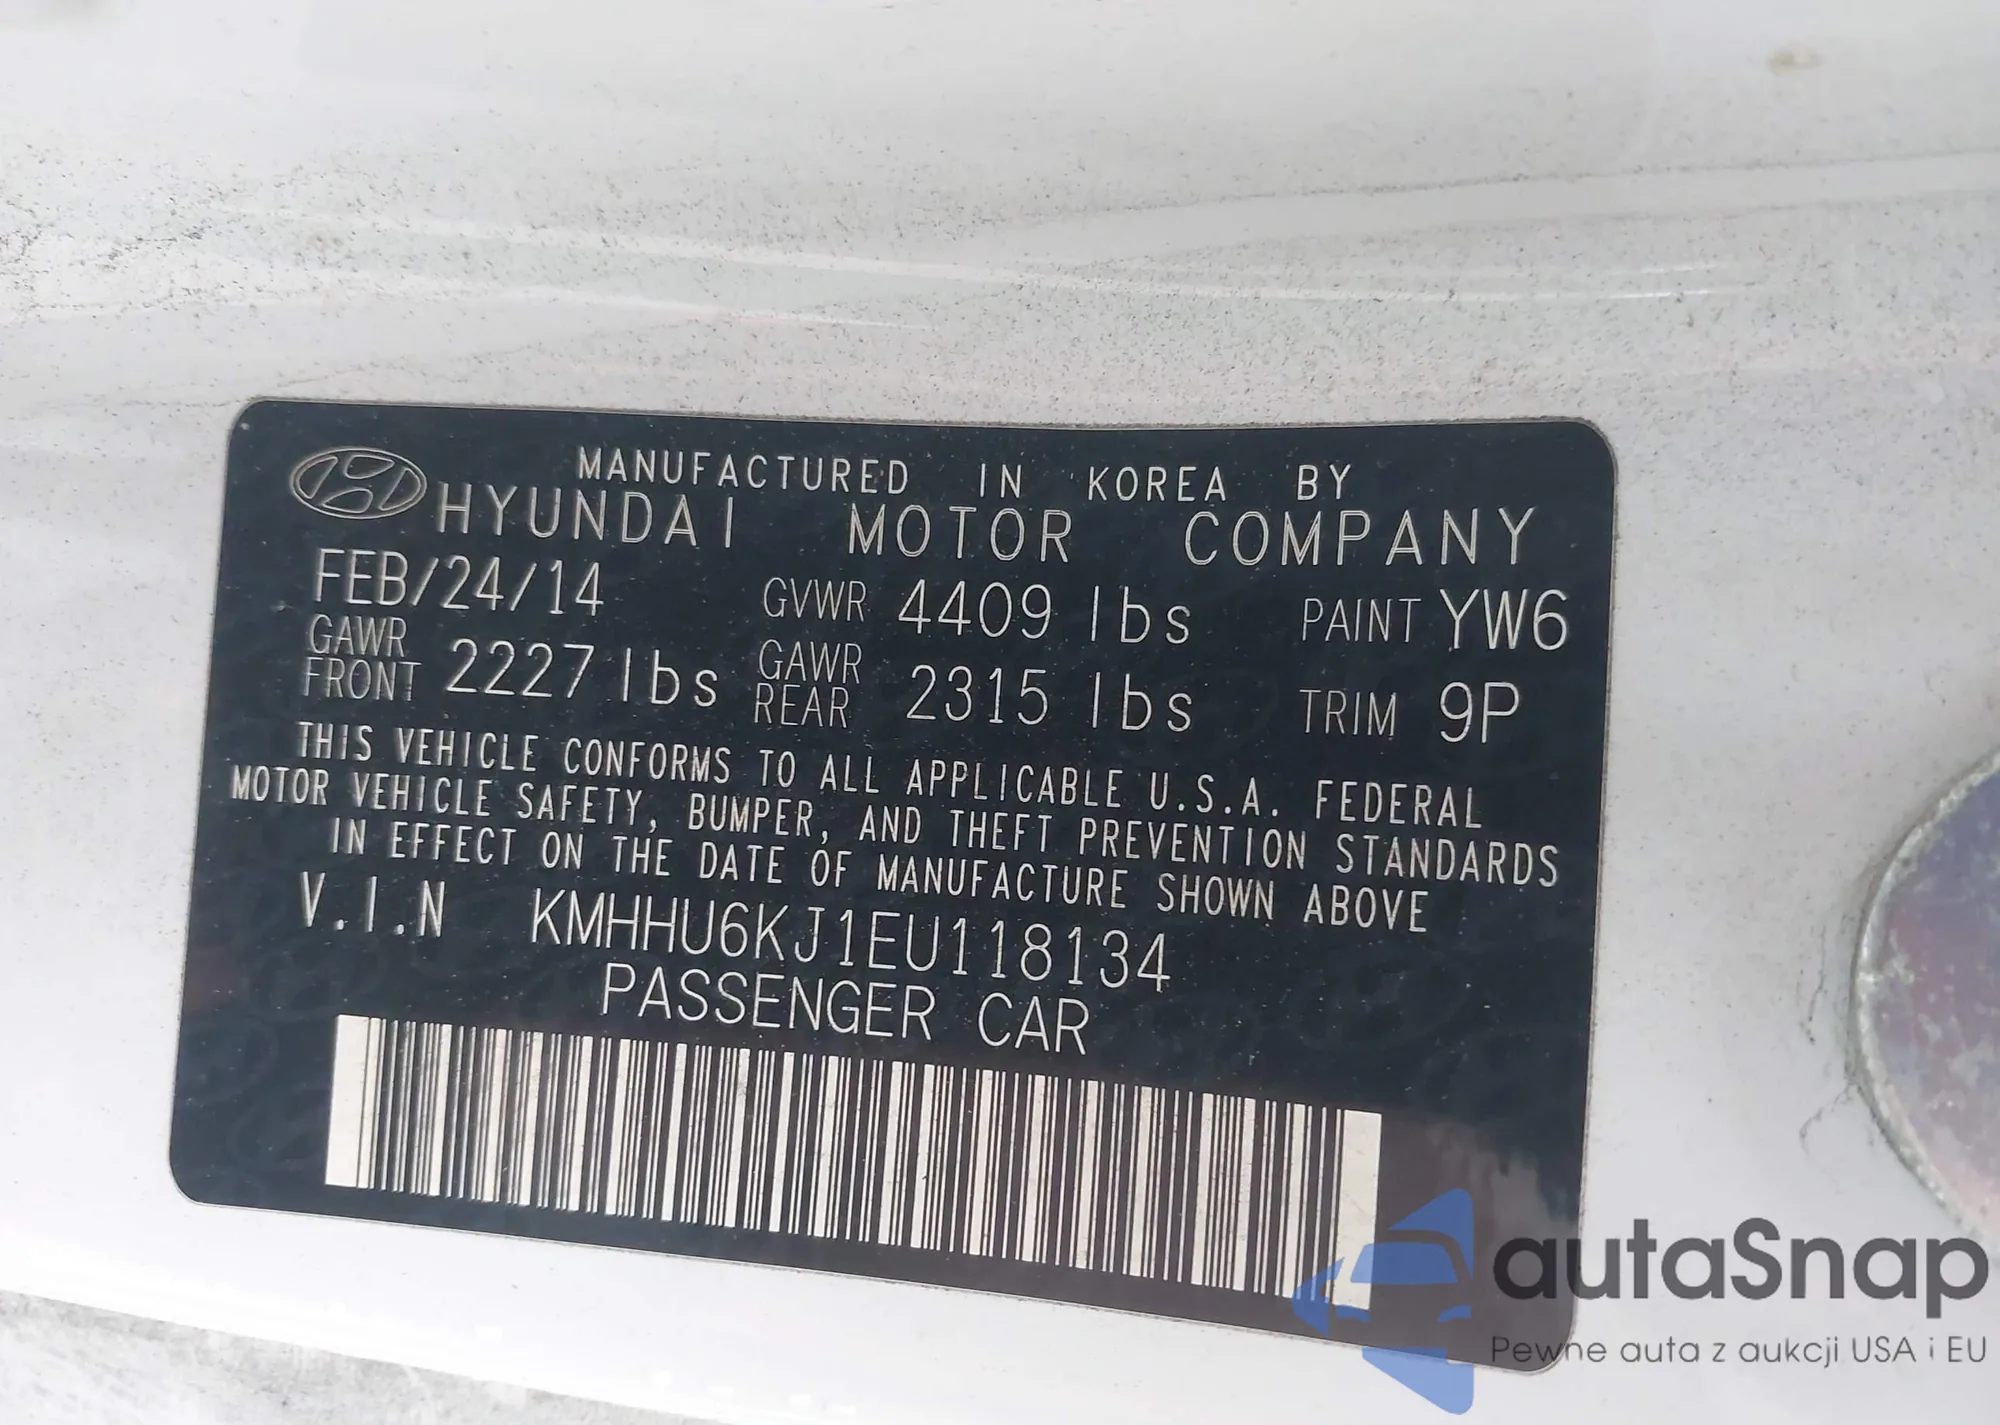 MANUFACTURED IN KOREA BY
HYUNDAI MOTOR COMPANY
FEB/24/14 GVWR 4409 lbs PAINT YW6
GAWR FRONT 2227 lbs GAWR REAR 2315 lbs TRIM 9P
THIS VEHICLE CONFORMS TO ALL APPLICABLE U.S.A. FEDERAL
MOTOR VEHICLE SAFETY, BUMPER, AND THEFT PREVENTION STANDARDS
IN EFFECT ON THE DATE OF MANUFACTURE SHOWN ABOVE
V.I.N KMHHU6KJ1EU118134
PASSENGER CAR
autaSnap
Pewne auta z aukcji USA i EU